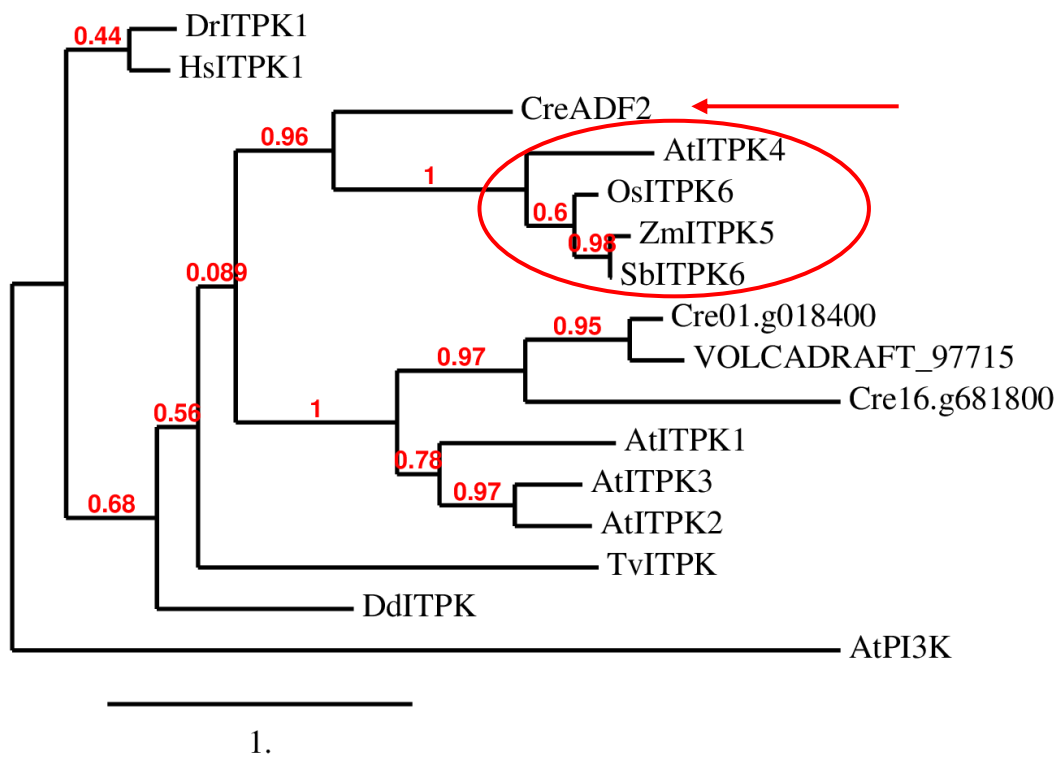 DrITPK1
0.44
HsITPK1
CreADF2
0.96
AtITPK4
1
OsITPK6
0.6
ZmITPK5
0.98
SbITPK6
0.089
Cre01.g018400
0.95
VOLCADRAFT_97715
0.97
Cre16.g681800
1
0.56
AtITPK1
0.78
AtITPK3
0.97
0.68
AtITPK2
TvITPK
DdITPK
AtPI3K
1.